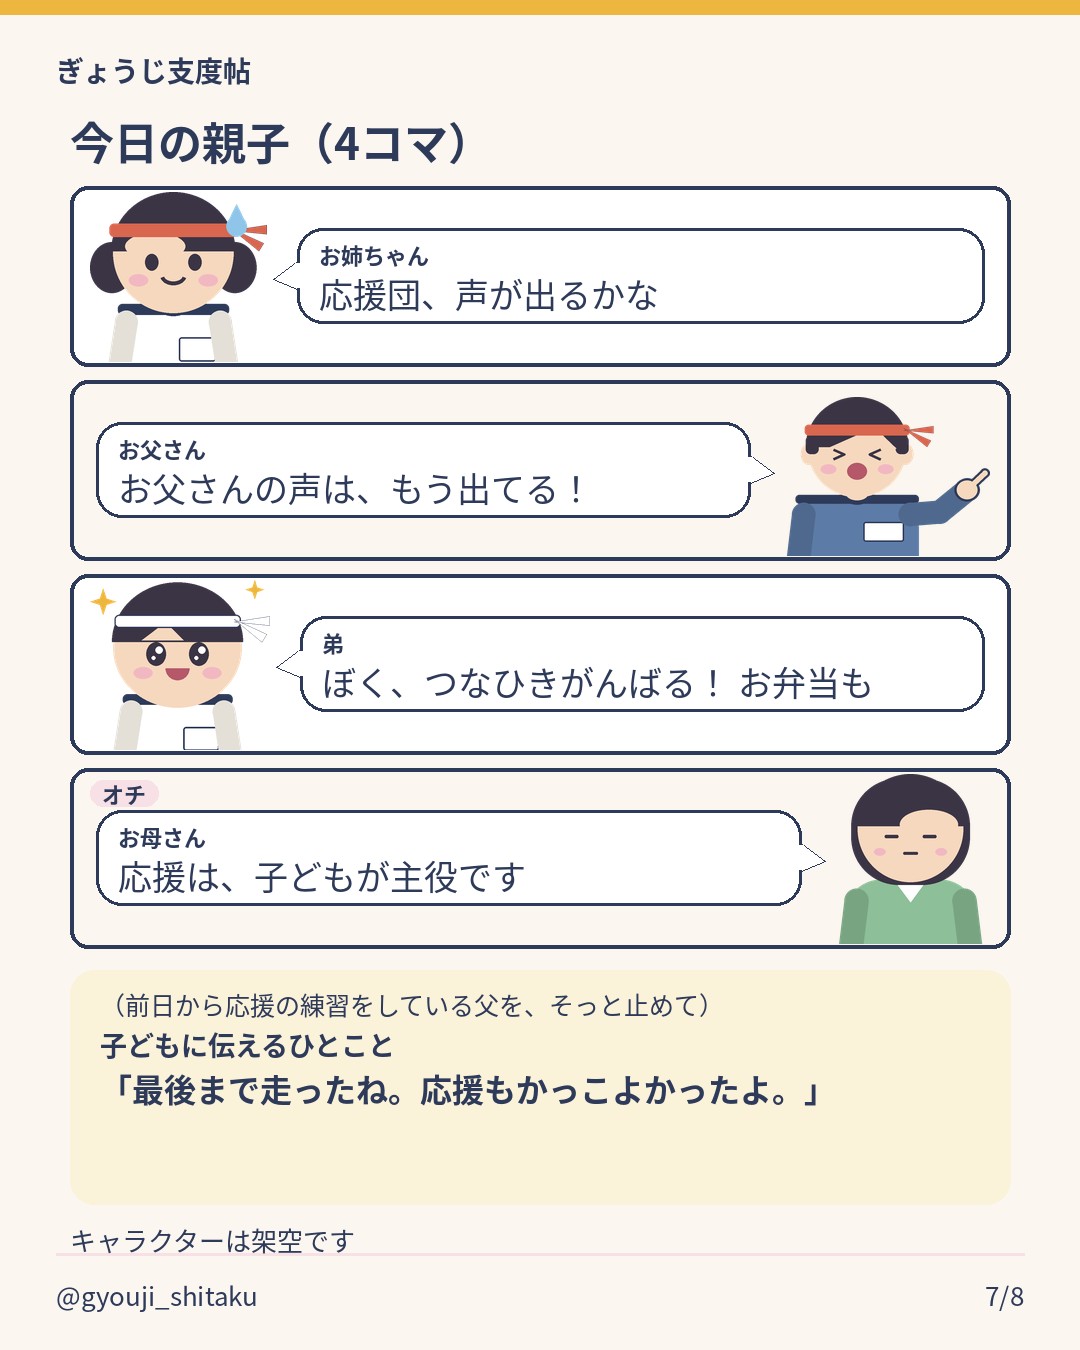 ぎょうじ支度帖
今日の親子（4コマ）
お姉ちゃん
応援団、声が出るかな
お父さん
お父さんの声は、もう出てる！
弟
ぼく、つなひきがんばる！ お弁当も
オチ
お母さん
応援は、子どもが主役です
（前日から応援の練習をしている父を、そっと止めて）
子どもに伝えるひとこと
「最後まで走ったね。応援もかっこよかったよ。」
キャラクターは架空です
@gyouji_shitaku
7/8